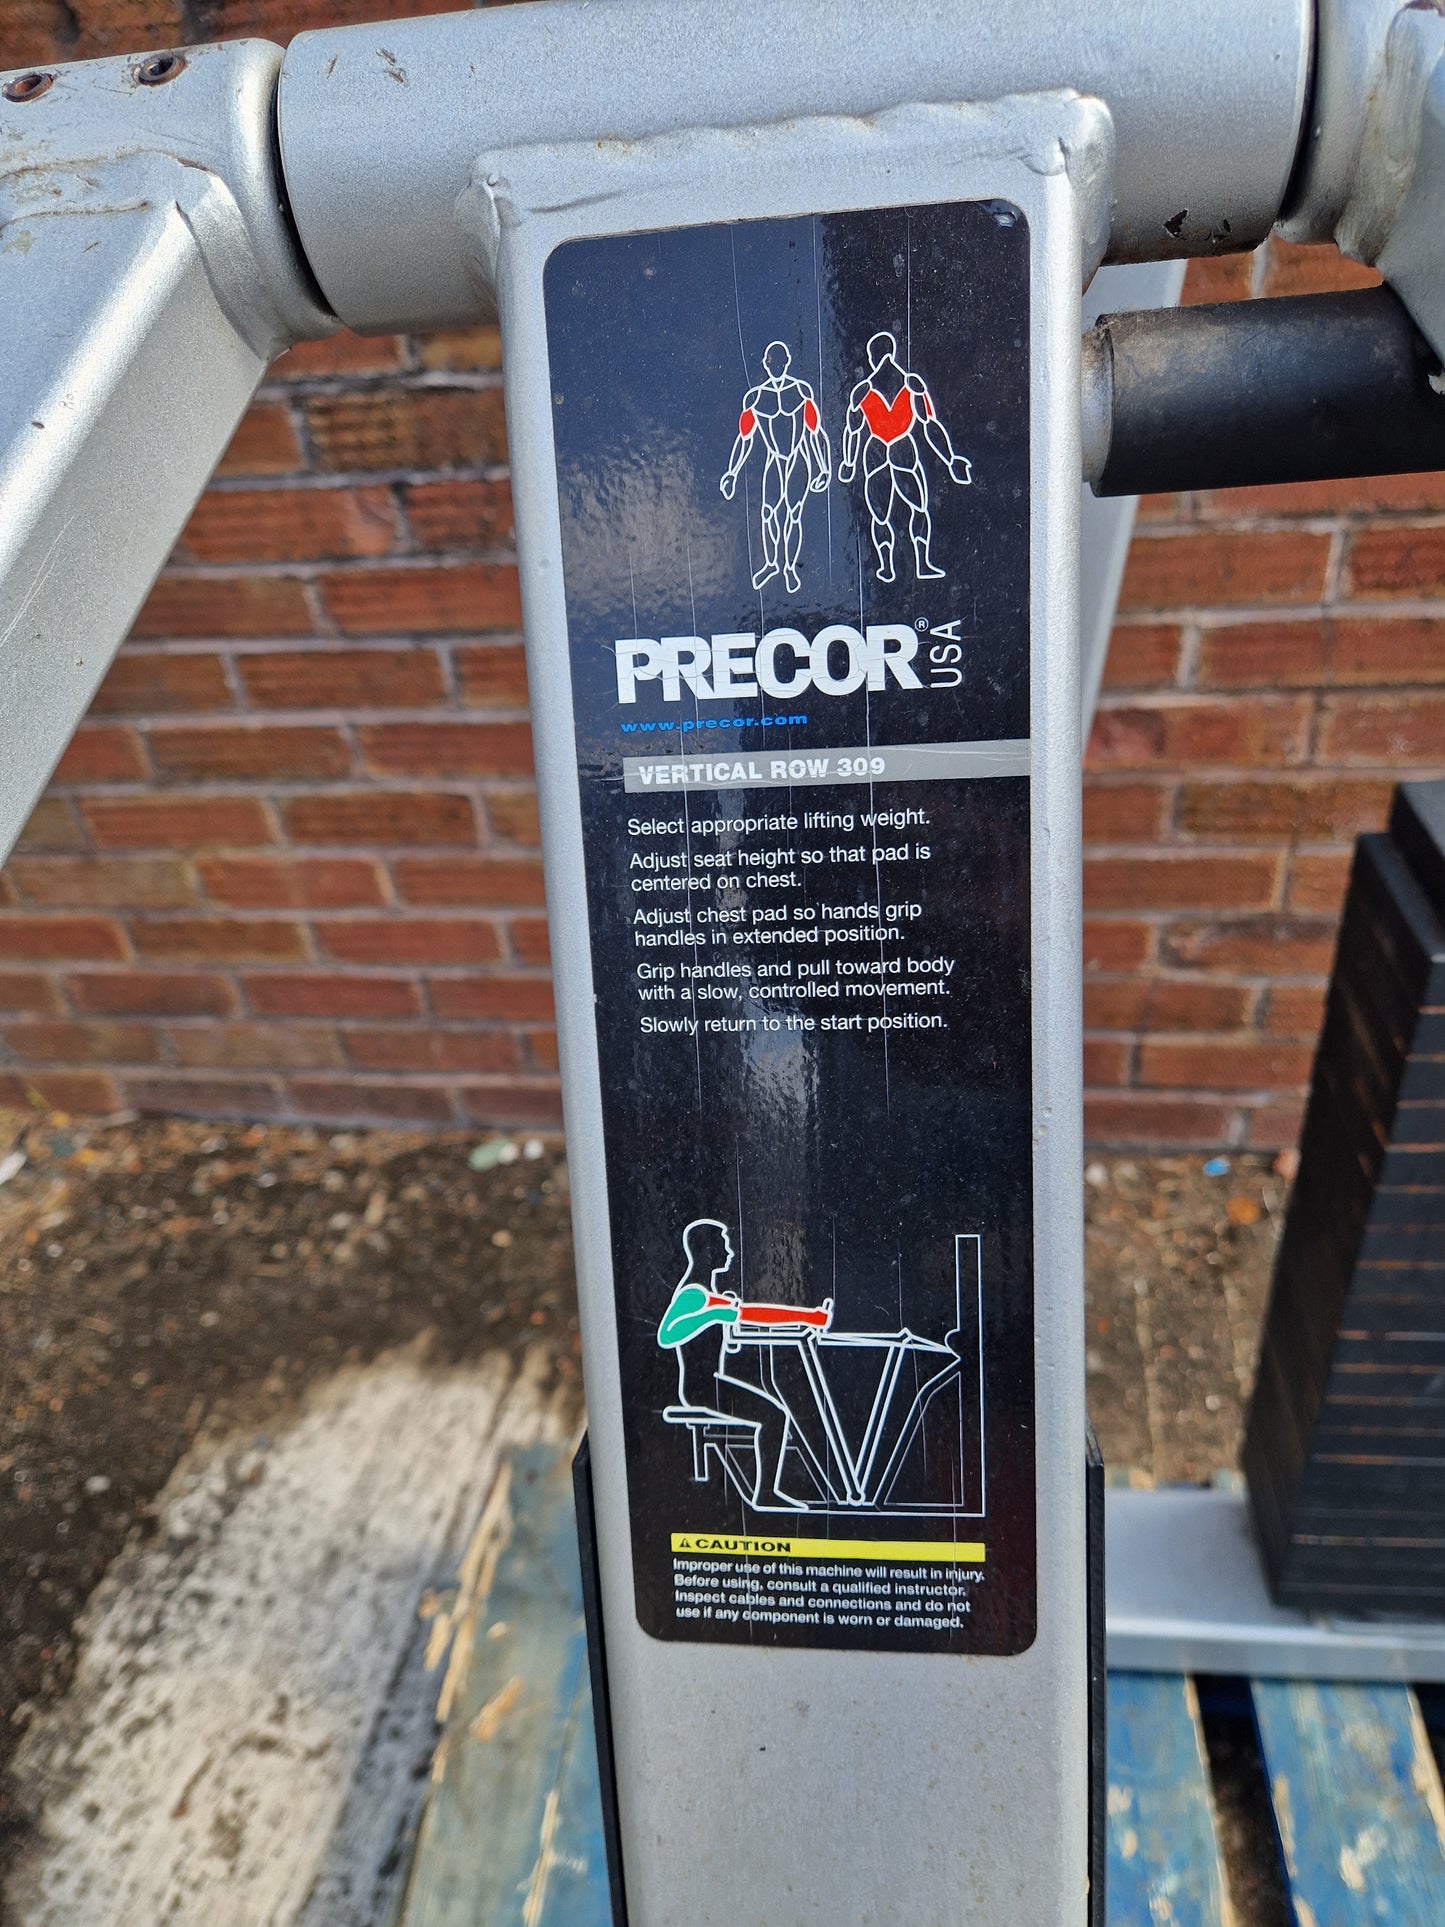 PRECOR® USA
www.precor.com
VERTICAL ROW 309
Select appropriate lifting weight.
Adjust seat height so that pad is
centered on chest.
Adjust chest pad so hands grip
handles in extended position.
Grip handles and pull toward body
with a slow, controlled movement.
Slowly return to the start position.
CAUTION
Improper use of this machine will result in injury.
Before using, consult a qualified instructor.
Inspect cables and connections and do not
use if any component is worn or damaged.